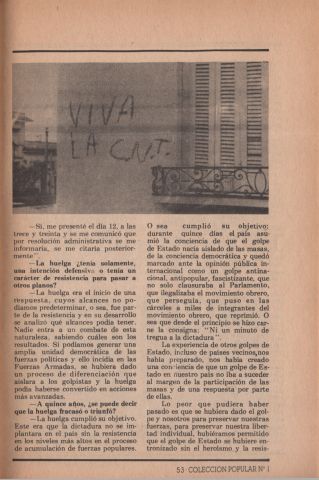 VIVA
LA C.N.T.
—Sí, me presenté el día 12, a las
trece y treinta y se me comunicó que
por resolución administrativa se me
informaría, se me citaría posterior-
mente".
—La huelga ¿tenía solamente,
una intención defensiva o tenía un
carácter de resistencia para pasar a
otros planos?
—La huelga era el inicio de una
respuesta, cuyos alcances no po-
díamos predeterminar, o sea, fue par-
te de la resistencia y en su desarrollo
se analizó qué alcances podía tener.
Nadie entra a un combate de esta
naturaleza, sabiendo cuáles son los
resultados. Si podíamos generar una
amplia unidad democrática de las
fuerzas políticas y ello incidía en las
Fuerzas Armadas, se hubiera dado
un proceso de diferenciación que
aislara a los golpistas y la huelga
podía haberse convertido en acciones
más avanzadas.
—A quince años, ¿se puede decir
que la huelga fracasó o triunfó?
—La huelga cumplió su objetivo.
Este era que la dictadura no se im-
plantara en el país sin la resistencia
en los niveles más altos en el proceso
de acumulación de fuerzas populares.
O sea cumplió su objetivo;
durante quince días el país asu-
mió la conciencia de que el golpe
de Estado nacía aislado de las masas,
de la conciencia democrática y quedó
marcado ante la opinión pública in-
ternacional como un golpe antina-
cional, antipopular, fascistizante, que
no solo clausuraba al Parlamento,
que ilegalizaba el movimiento obrero,
que perseguía, que puso en las
cárceles a miles de integrantes del
movimiento obrero, que reprimió. O
sea que desde el principio se hizo car-
ne la consigna: "Ni un minuto de
tregua a la dictadura".
La experiencia de otros golpes de
Estado, incluso de países vecinos, nos
había preparado, nos había creado
una conciencia de que un golpe de Es-
tado en nuestro país no iba a suceder
al margen de la participación de las
masas y de una respuesta por parte
de ellas.
Lo peor que pudiera haber
pasado es que se hubiera dado el gol-
pe y nosotros para preservar nuestras
fuerzas, para preservar nuestra liber-
tad individual, hubiéramos permitido
que el golpe de Estado se hubiera en-
tronizado sin el heroísmo y la resis-
53 - COLECCION POPULAR Nº 1